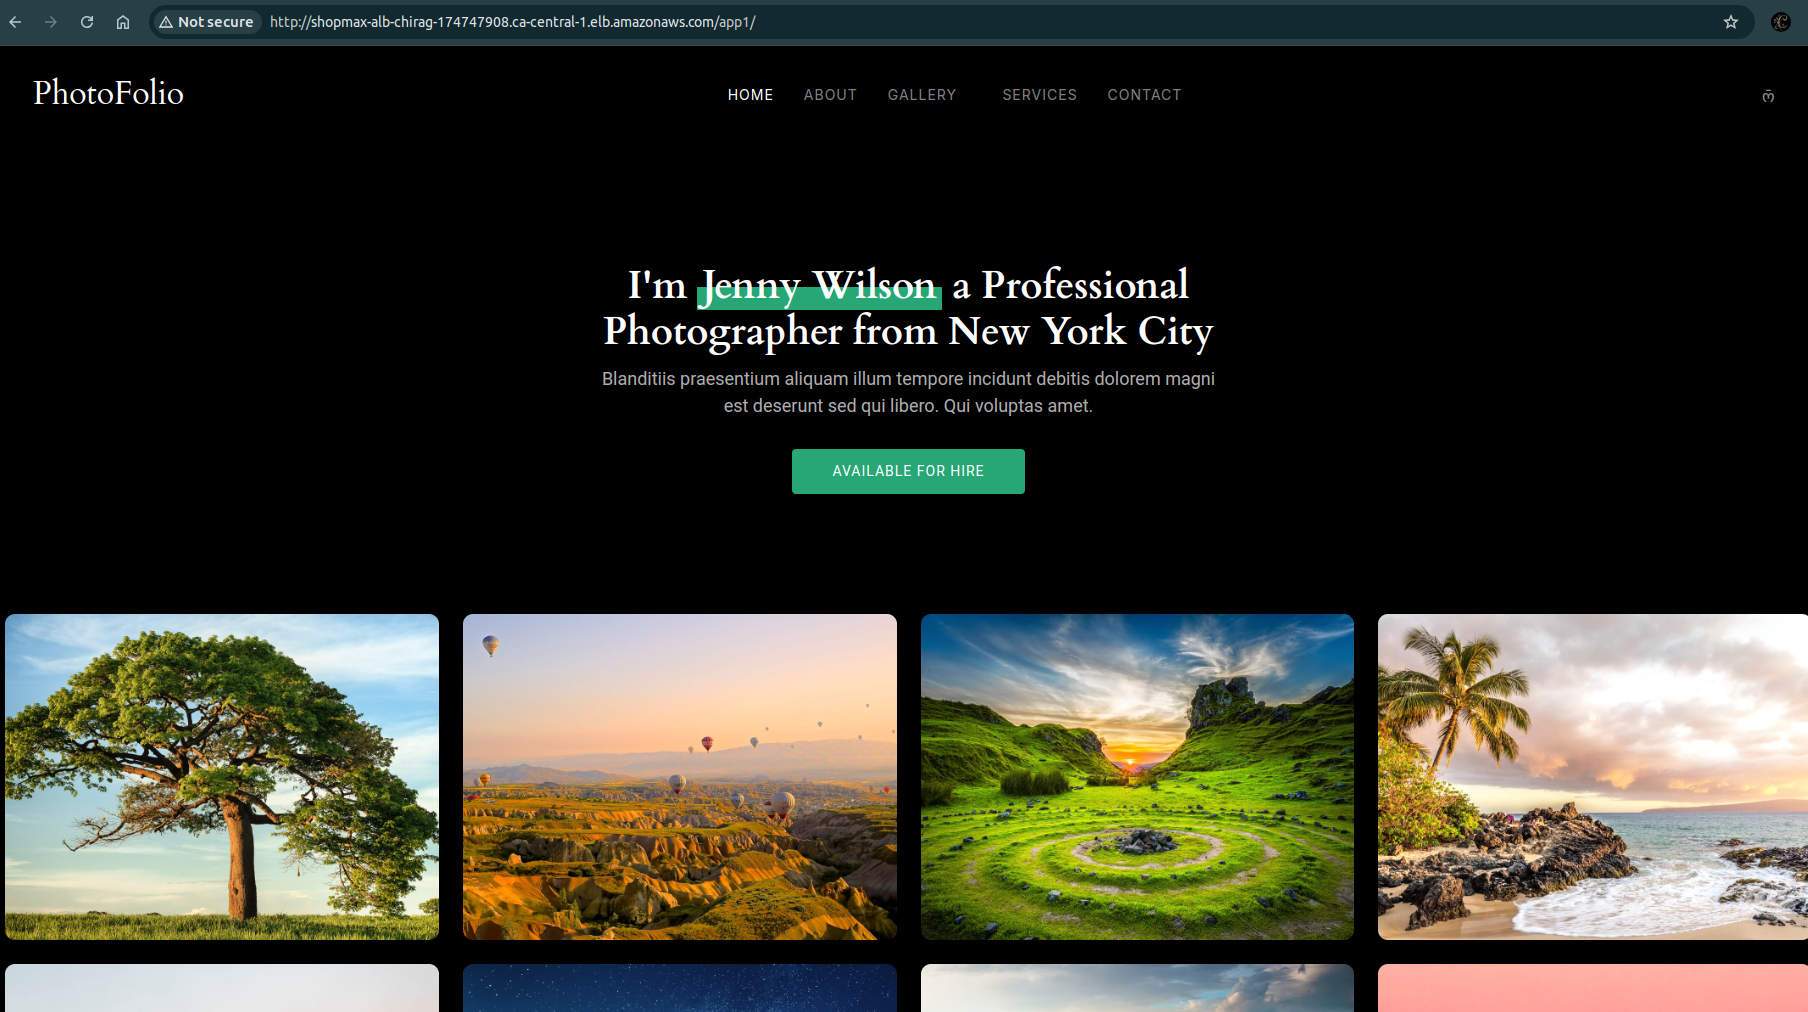 Not secure http://shopmax-alb-chirag-174747908.ca-central-1.elb.amazonaws.com/app1/
PhotoFolio HOME ABOUT GALLERY SERVICES CONTACT
I'm Jenny Wilson a Professional
Photographer from New York City
Blanditiis praesentium aliquam illum tempore incidunt debitis dolorem magni
est deserunt sed qui libero. Qui voluptas amet.
AVAILABLE FOR HIRE